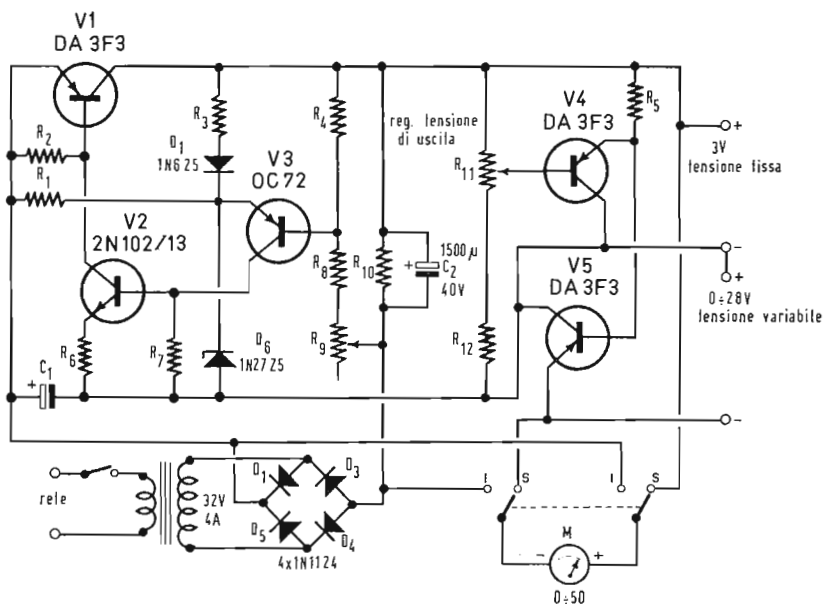 V1
DA 3F3
R2
R1
R3
D1
1N625
V3
OC72
R4
reg. tensione
di uscita
V4
DA 3F3
R5
+
3V
tensione fissa
R11
V2
2N102/13
R8
R10
1500µ
+ C2
40V
-
+
0÷28V
tensione variabile
V5
DA 3F3
R6
R7
D6
1N2725
R9
R12
C1
+
-
rete
32V
4A
D1
D3
D5
D4
4x1N1124
I
S
I
S
M
-
+
0÷50